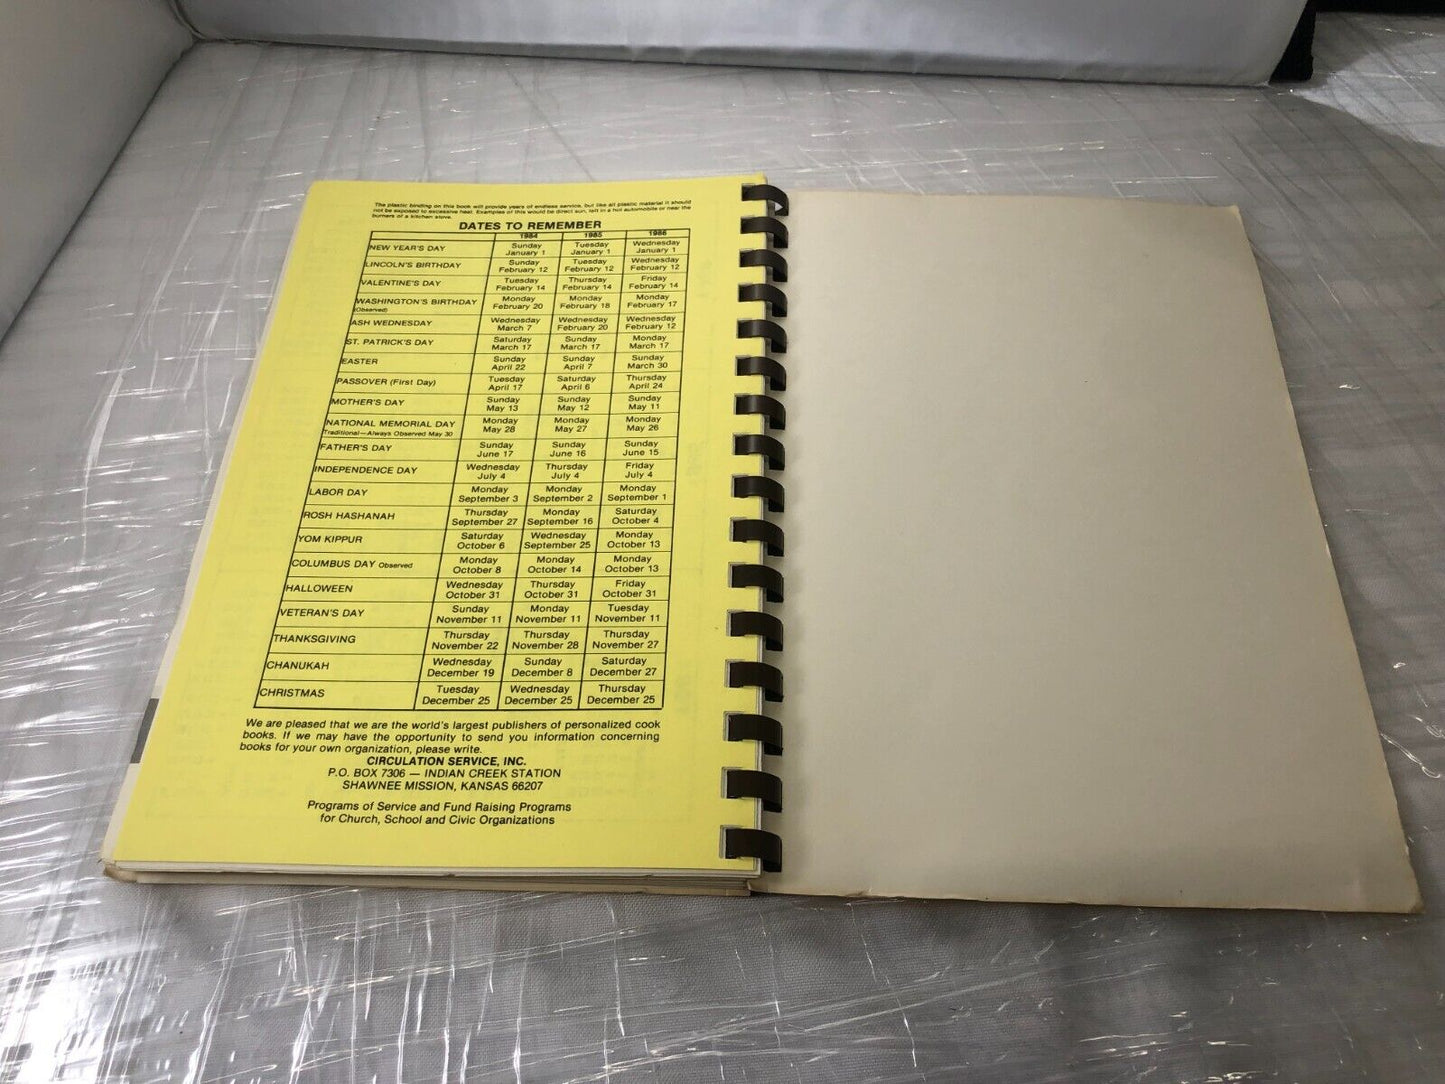 The plastic binding on this book will provide years of endless service, but like all plastic material it should
not be exposed to excessive heat. Examples of this would be direct sun, left in a hot automobile or near the
burners of a kitchen stove.
DATES TO REMEMBER
1984 1985 1986
NEW YEAR'S DAY Sunday January 1 Tuesday January 1 Wednesday January 1
LINCOLN'S BIRTHDAY Sunday February 12 Tuesday February 12 Wednesday February 12
VALENTINE'S DAY Tuesday February 14 Thursday February 14 Friday February 14
WASHINGTON'S BIRTHDAY (Observed) Monday February 20 Monday February 18 Monday February 17
ASH WEDNESDAY Wednesday March 7 Wednesday February 20 Wednesday February 12
ST. PATRICK'S DAY Saturday March 17 Sunday March 17 Monday March 17
EASTER Sunday April 22 Sunday April 7 Sunday March 30
PASSOVER (First Day) Tuesday April 17 Saturday April 6 Thursday April 24
MOTHER'S DAY Sunday May 13 Sunday May 12 Sunday May 11
NATIONAL MEMORIAL DAY Traditional—Always Observed May 30 Monday May 28 Monday May 27 Monday May 26
FATHER'S DAY Sunday June 17 Sunday June 16 Sunday June 15
INDEPENDENCE DAY Wednesday July 4 Thursday July 4 Friday July 4
LABOR DAY Monday September 3 Monday September 2 Monday September 1
ROSH HASHANAH Thursday September 27 Monday September 16 Saturday October 4
YOM KIPPUR Saturday October 6 Wednesday September 25 Monday October 13
COLUMBUS DAY Observed Monday October 8 Monday October 14 Monday October 13
HALLOWEEN Wednesday October 31 Thursday October 31 Friday October 31
VETERAN'S DAY Sunday November 11 Monday November 11 Tuesday November 11
THANKSGIVING Thursday November 22 Thursday November 28 Thursday November 27
CHANUKAH Wednesday December 19 Sunday December 8 Saturday December 27
CHRISTMAS Tuesday December 25 Wednesday December 25 Thursday December 25
We are pleased that we are the world's largest publishers of personalized cook
books. If we may have the opportunity to send you information concerning
books for your own organization, please write.
CIRCULATION SERVICE, INC.
P.O. BOX 7306 — INDIAN CREEK STATION
SHAWNEE MISSION, KANSAS 66207
Programs of Service and Fund Raising Programs
for Church, School and Civic Organizations